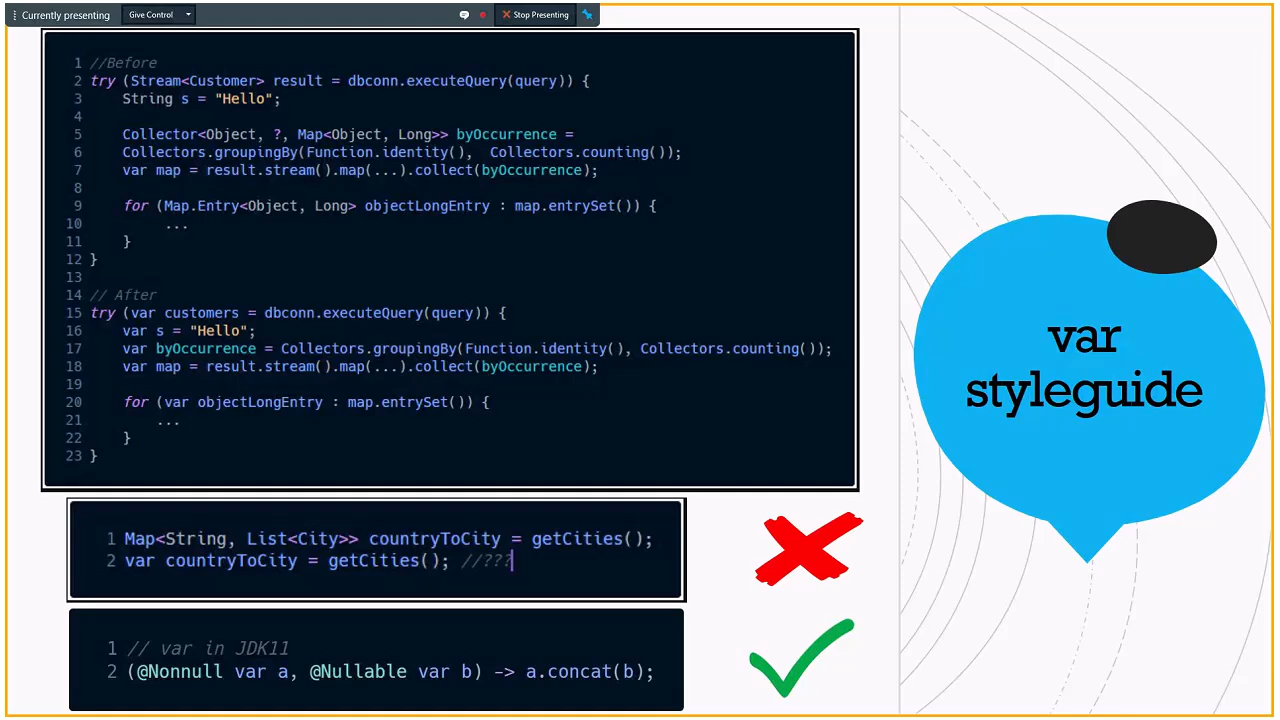 Currently presenting
Give Control
Stop Presenting
1 //Before
2 try (Stream<Customer> result = dbconn.executeQuery(query)) {
3 String s = "Hello";
4
5 Collector<Object, ?, Map<Object, Long>> byOccurrence =
6 Collectors.groupingBy(Function.identity(),  Collectors.counting());
7 var map = result.stream().map(...).collect(byOccurrence);
8
9 for (Map.Entry<Object, Long> objectLongEntry : map.entrySet()) {
10 ...
11 }
12 }
13
14 // After
15 try (var customers = dbconn.executeQuery(query)) {
16 var s = "Hello";
17 var byOccurrence = Collectors.groupingBy(Function.identity(), Collectors.counting());
18 var map = result.stream().map(...).collect(byOccurrence);
19
20 for (var objectLongEntry : map.entrySet()) {
21 ...
22 }
23 }
1 Map<String, List<City>> countryToCity = getCities();
2 var countryToCity = getCities(); //???
1 // var in JDK11
2 (@Nonnull var a, @Nullable var b) -> a.concat(b);
var
styleguide